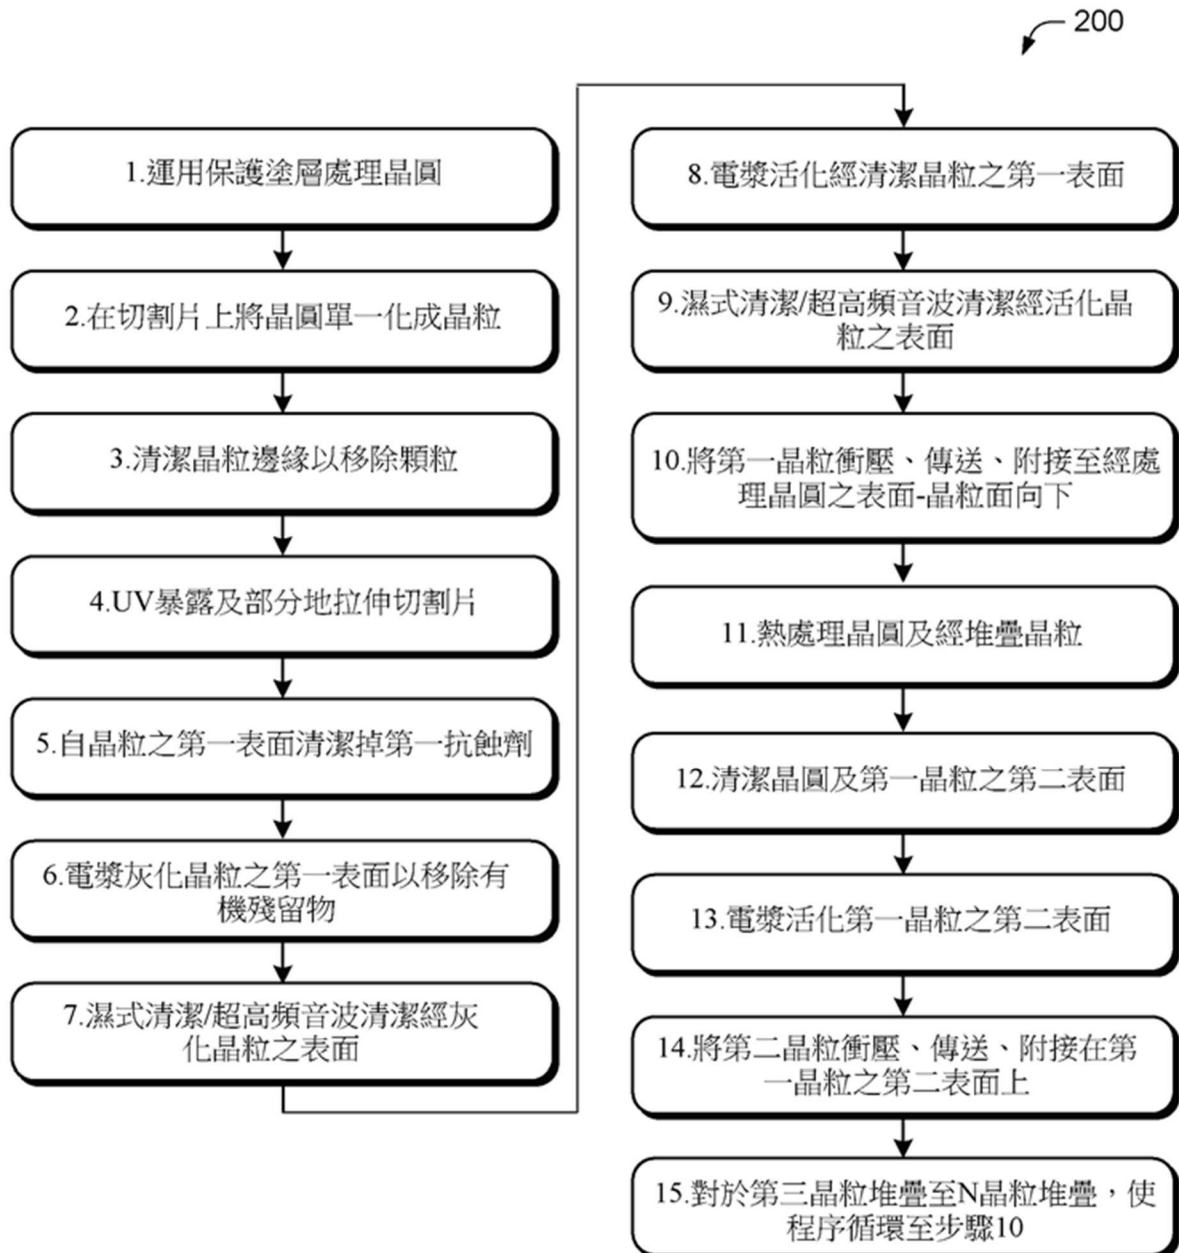 200
1.運用保護塗層處理晶圓
2.在切割片上將晶圓單一化成晶粒
3.清潔晶粒邊緣以移除顆粒
4.UV暴露及部分地拉伸切割片
5.自晶粒之第一表面清潔掉第一抗蝕劑
6.電漿灰化晶粒之第一表面以移除有
機殘留物
7.濕式清潔/超高頻音波清潔經灰
化晶粒之表面
8.電漿活化經清潔晶粒之第一表面
9.濕式清潔/超高頻音波清潔經活化晶
粒之表面
10.將第一晶粒衝壓、傳送、附接至經處
理晶圓之表面-晶粒面向下
11.熱處理晶圓及經堆疊晶粒
12.清潔晶圓及第一晶粒之第二表面
13.電漿活化第一晶粒之第二表面
14.將第二晶粒衝壓、傳送、附接在第
一晶粒之第二表面上
15.對於第三晶粒堆疊至N晶粒堆疊，使
程序循環至步驟10